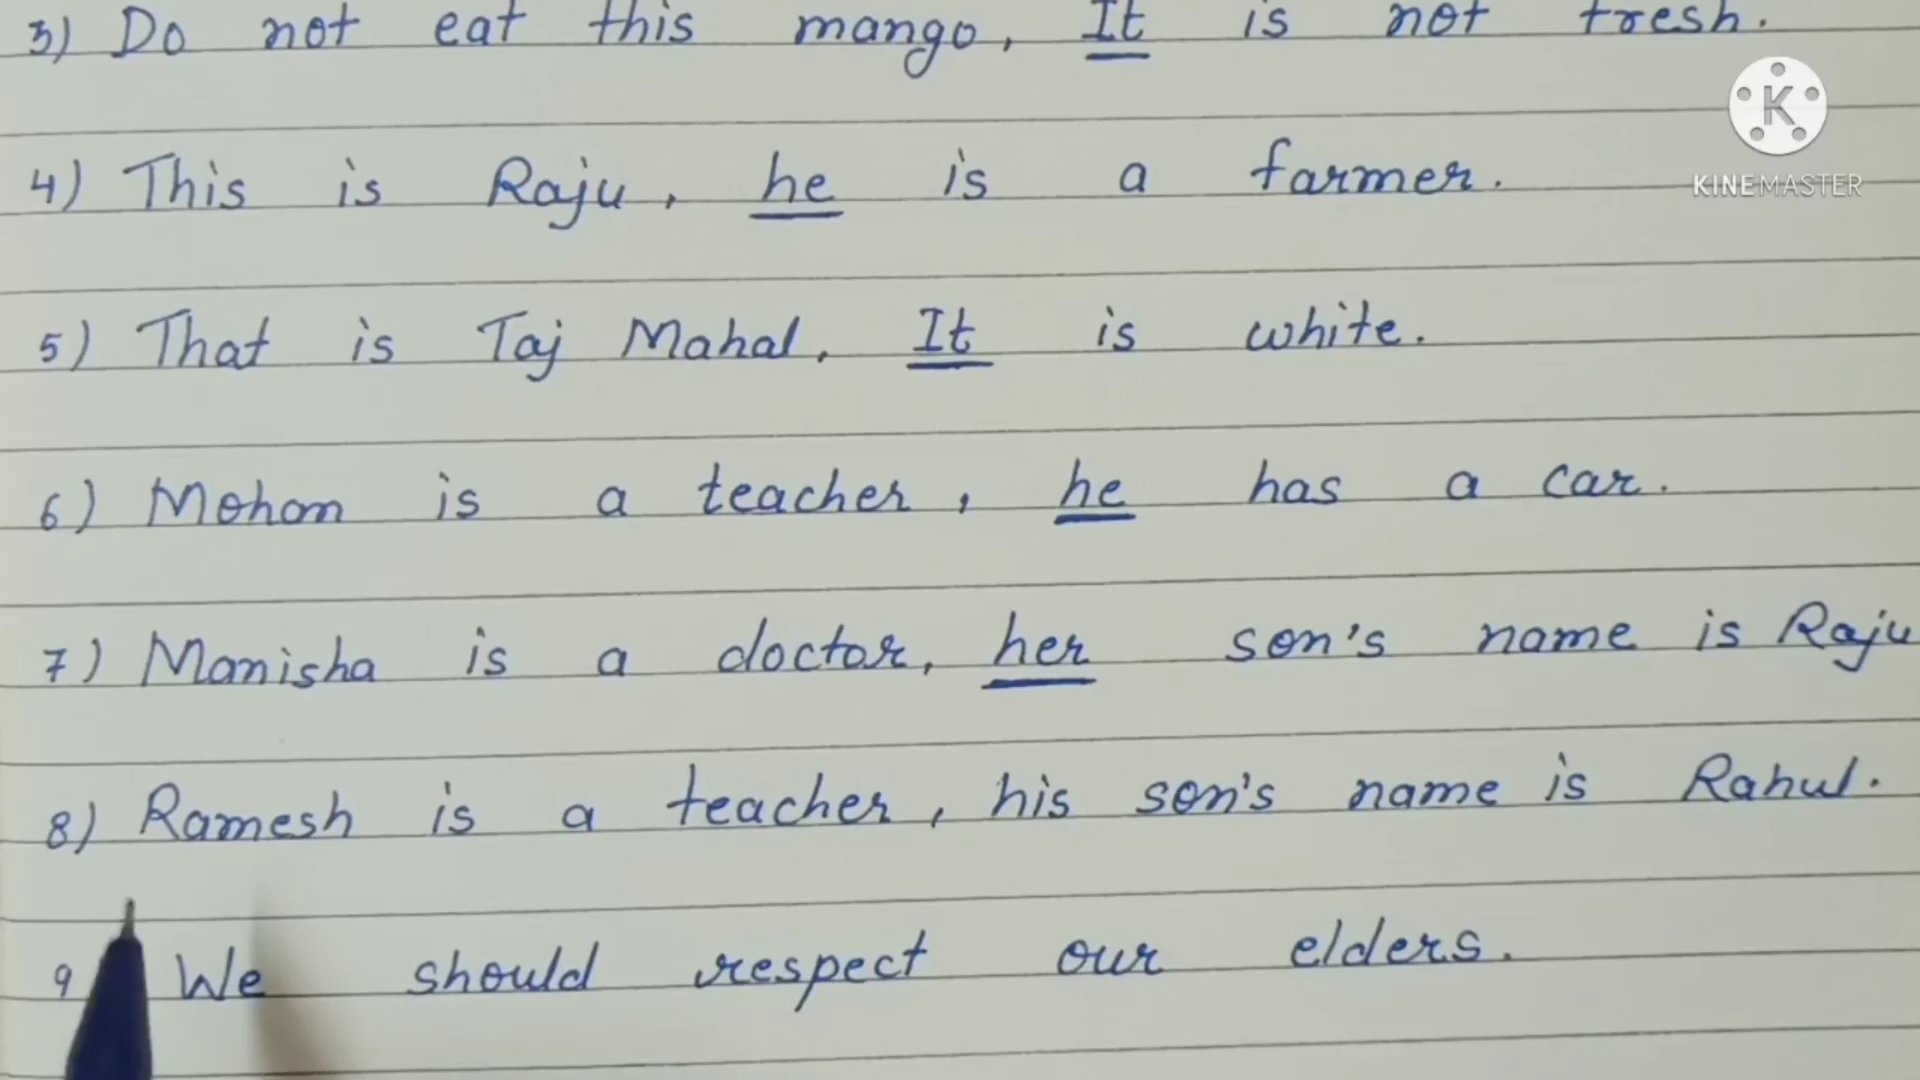 3) Do not eat this mango, It is not fresh.
K
KINEMASTER
4) This is Raju, he is a farmer.
5) That is Taj Mahal. It is white.
6) Mohan is a teacher, he has a car.
7) Manisha is a doctor, her son's name is Raju
8) Ramesh is a teacher, his son's name is Rahul.
9 We should respect our elders.